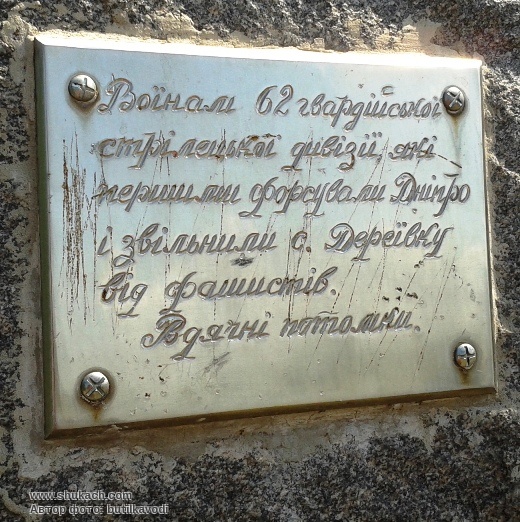 Воїнам 62 гвардійської
стрілецької дивізії, які
першими форсували Дніпро
і звільнили с. Дереївку
від фашистів.
Вдячні потомки.
www.shukach.com
Автор фото: butilkavodi